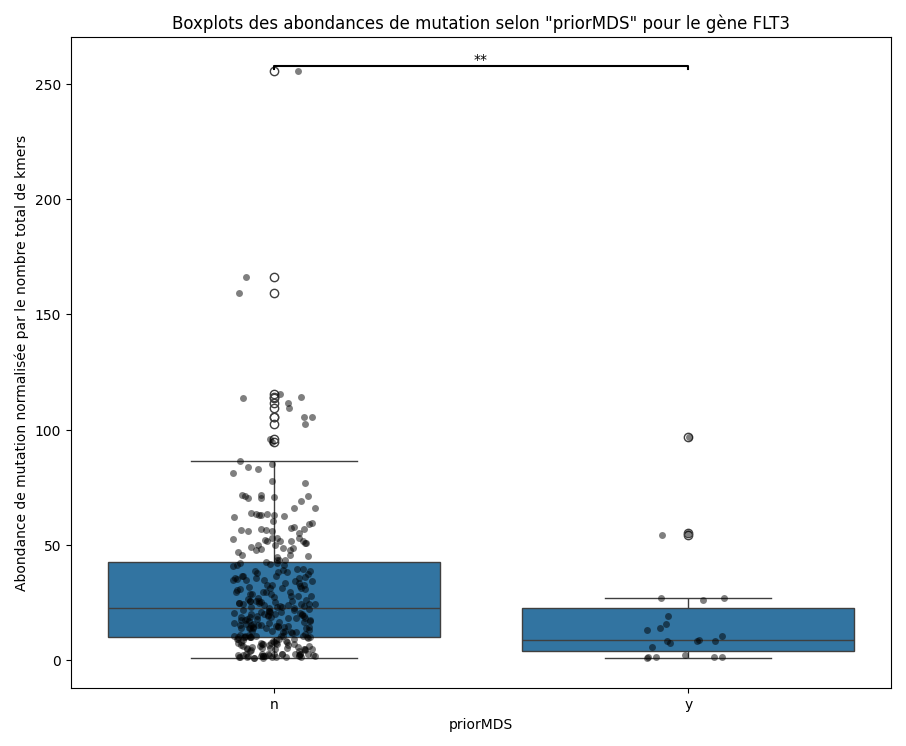 Boxplots des abondances de mutation selon "priorMDS" pour le gène FLT3
**
250
200
150
100
50
0
Abondance de mutation normalisée par le nombre total de kmers
n
y
priorMDS